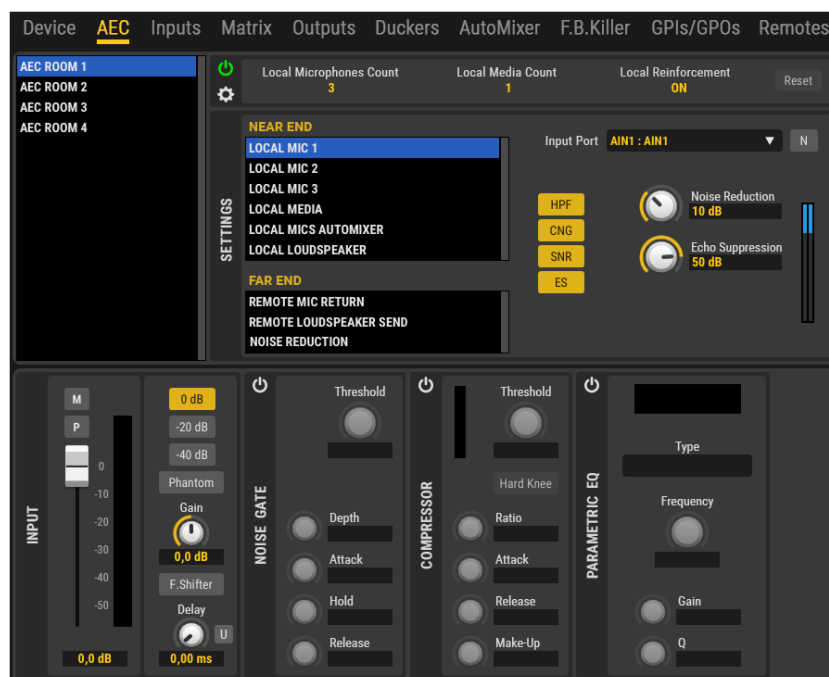 Device AEC Inputs Matrix Outputs Duckers AutoMixer F.B.Killer GPIs/GPOs Remotes
AEC ROOM 1
AEC ROOM 2
AEC ROOM 3
AEC ROOM 4
Local Microphones Count
3
Local Media Count
1
Local Reinforcement
ON
Reset
SETTINGS
NEAR END
LOCAL MIC 1
LOCAL MIC 2
LOCAL MIC 3
LOCAL MEDIA
LOCAL MICS AUTOMIXER
LOCAL LOUDSPEAKER
FAR END
REMOTE MIC RETURN
REMOTE LOUDSPEAKER SEND
NOISE REDUCTION
Input Port AIN1 : AIN1 N
HPF
CNG
SNR
ES
Noise Reduction
10 dB
Echo Suppression
50 dB
INPUT
M
P
0
-10
-20
-30
-40
-50
0,0 dB
0 dB
-20 dB
-40 dB
Phantom
Gain
0,0 dB
F.Shifter
Delay
U
0,00 ms
NOISE GATE
Threshold
Depth
Attack
Hold
Release
COMPRESSOR
Threshold
Hard Knee
Ratio
Attack
Release
Make-Up
PARAMETRIC EQ
Type
Frequency
Gain
Q